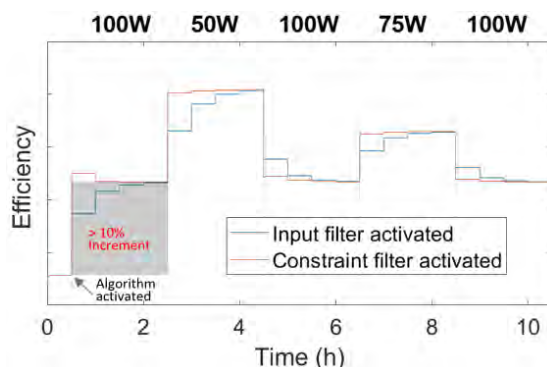 100W 50W 100W 75W 100W
Efficiency
> 10%
Increment
Algorithm
activated
Input filter activated
Constraint filter activated
0 2 4 6 8 10
Time (h)